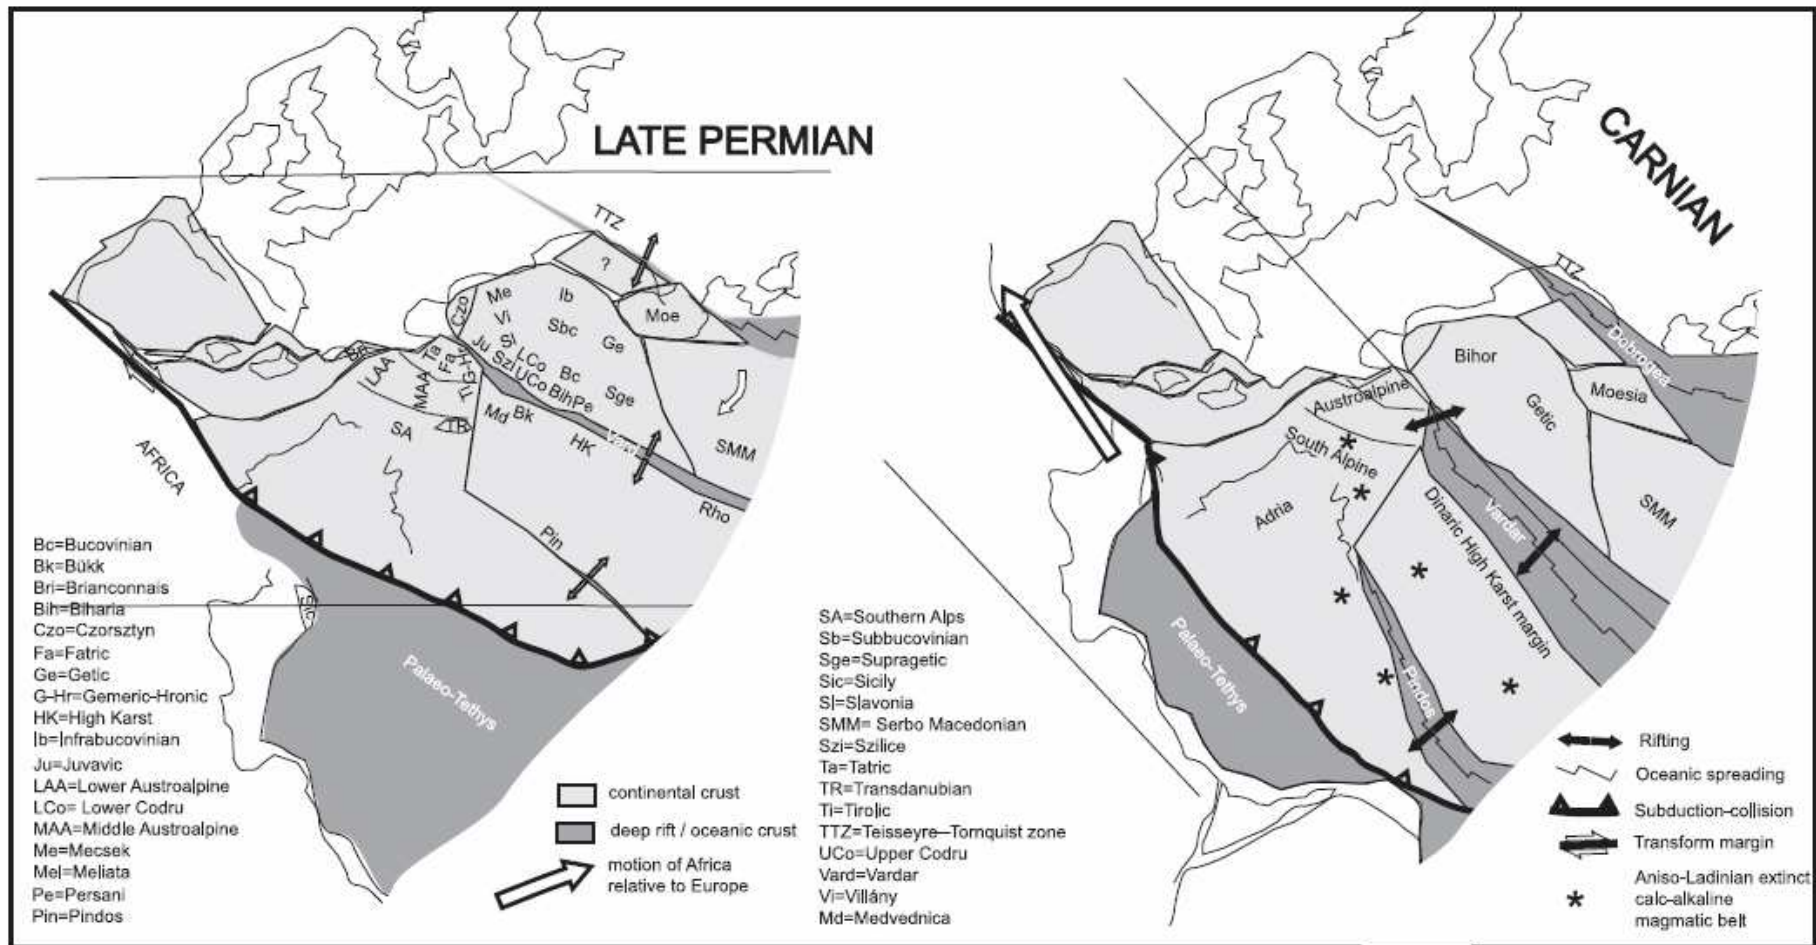 LATE PERMIAN
TTZ
?
Moe
Czo
Me
Ib
Vi
Sbc
Ge
Sl
Ju
LCo
Szi
UCo
Bc
BihPe
Sge
SMM
Ta
Fa
G-Hr
Ti
LAA
MAA
TR
SA
Md
Bk
HK
Vard
Rho
Pin
AFRICA
Sic
Palaeo-Tethys
Bc=Bucovinian
Bk=Bükk
Bri=Brianconnais
Bih=Biharia
Czo=Czorsztyn
Fa=Fatric
Ge=Getic
G-Hr=Gemeric-Hronic
HK=High Karst
Ib=Infrabucovinian
Ju=Juvavic
LAA=Lower Austroalpine
LCo= Lower Codru
MAA=Middle Austroalpine
Me=Mecsek
Mel=Meliata
Pe=Persani
Pin=Pindos
continental crust
deep rift / oceanic crust
motion of Africa
relative to Europe
SA=Southern Alps
Sb=Subbucovinian
Sge=Supragetic
Sic=Sicily
Sl=Slavonia
SMM= Serbo Macedonian
Szi=Szilice
Ta=Tatric
TR=Transdanubian
Ti=Tirolic
TTZ=Teisseyre–Tornquist zone
UCo=Upper Codru
Vard=Vardar
Vi=Villány
Md=Medvednica
CARNIAN
TTZ
Dobrogea
Bihor
Moesia
Getic
Austroalpine
South Alpine
SMM
Adria
Vardar
Dinaric High Karst margin
Pindos
Palaeo-Tethys
Rifting
Oceanic spreading
Subduction-collision
Transform margin
Aniso-Ladinian extinct
calc-alkaline
magmatic belt